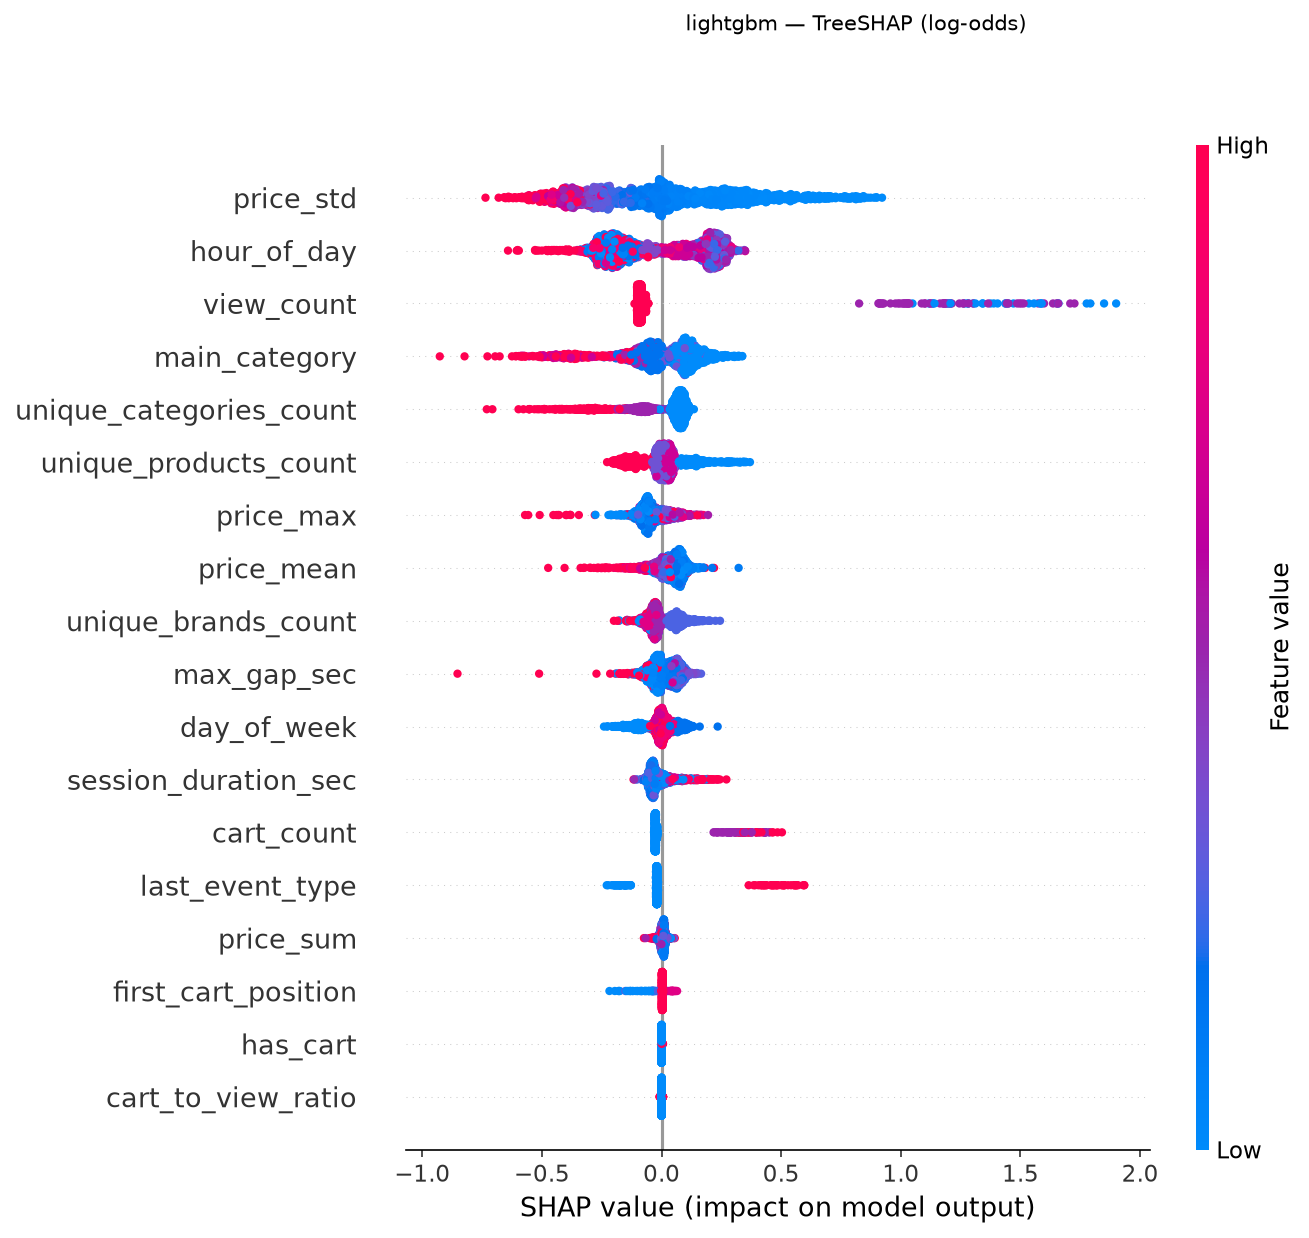 lightgbm — TreeSHAP (log-odds)
High
price_std
hour_of_day
view_count
main_category
unique_categories_count
unique_products_count
price_max
price_mean
unique_brands_count
max_gap_sec
day_of_week
session_duration_sec
cart_count
last_event_type
price_sum
first_cart_position
has_cart
cart_to_view_ratio
Feature value
Low
−1.0 −0.5 0.0 0.5 1.0 1.5 2.0
SHAP value (impact on model output)